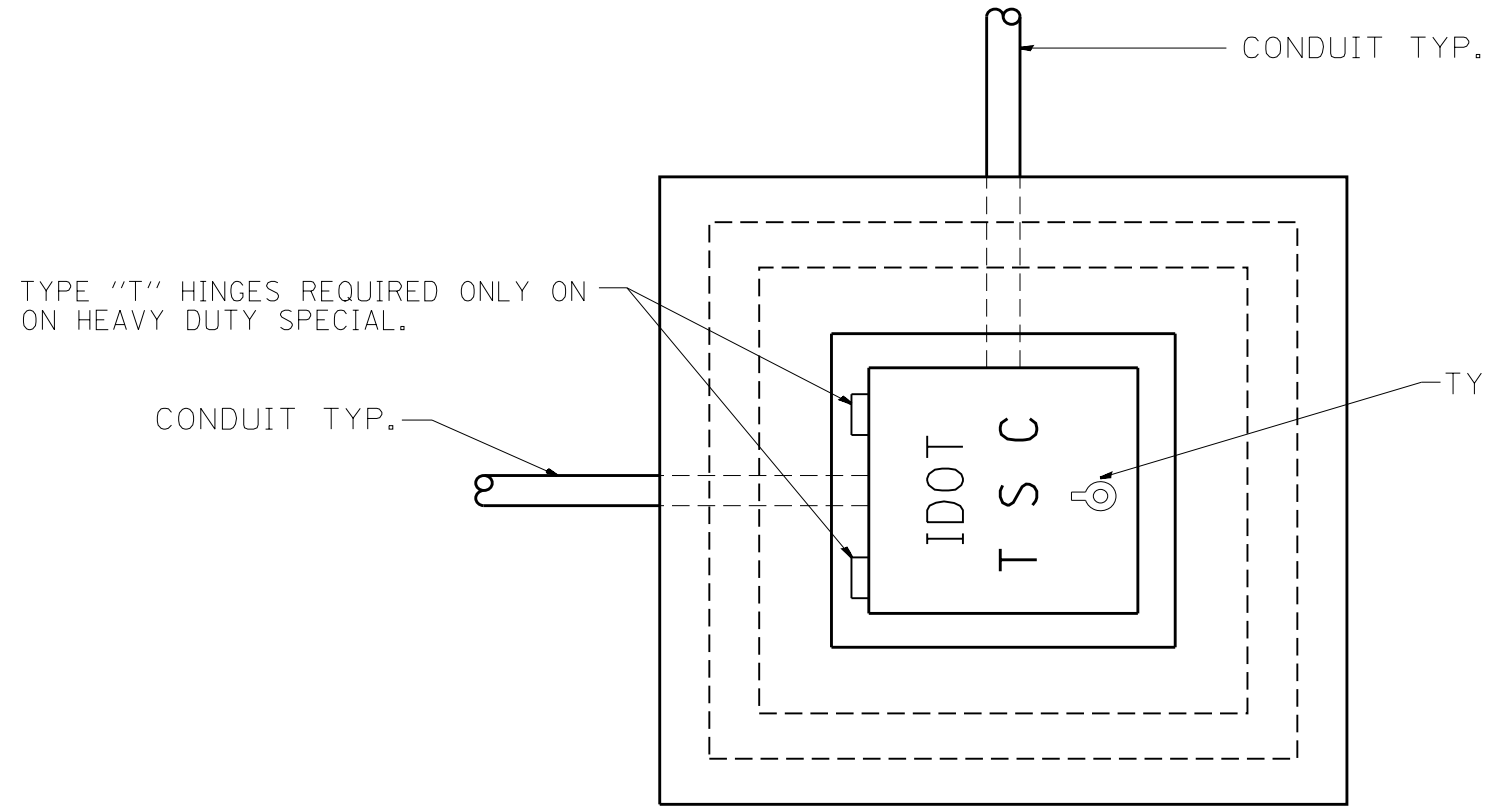 CONDUIT TYP.
TYPE "T" HINGES REQUIRED ONLY ON
ON HEAVY DUTY SPECIAL.
CONDUIT TYP.
TY
IDOT
T S C